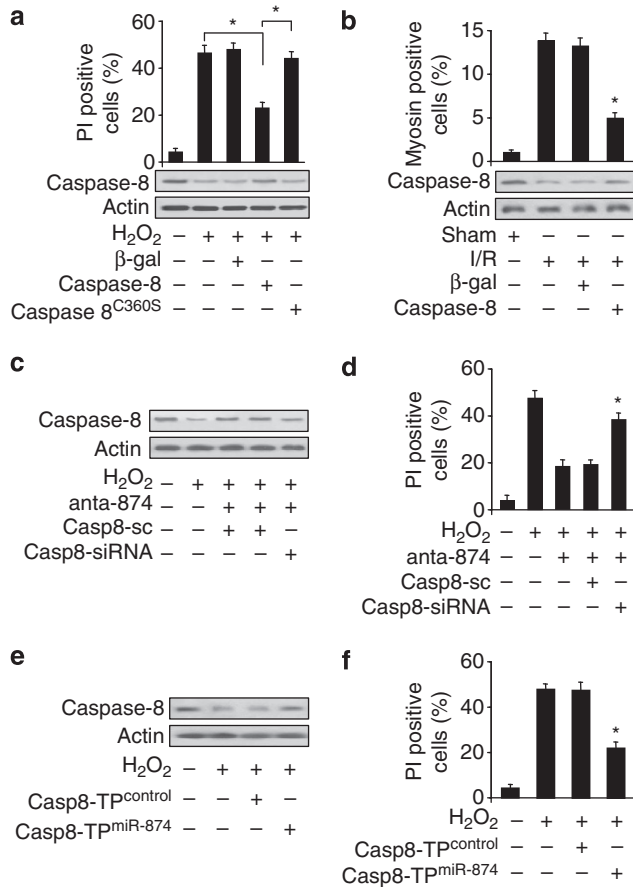 a
60
40
20
0
PI positive
cells (%)
*
*
Caspase-8
Actin
H2O2 – + + + +
β-gal – – + – –
Caspase-8 – – – + –
Caspase 8C360S – – – – +
b
15
10
5
0
Myosin positive
cells (%)
*
Caspase-8
Actin
Sham + – – –
I/R – + + +
β-gal – – + –
Caspase-8 – – – +
c
Caspase-8
Actin
H2O2 – + + + +
anta-874 – – + + +
Casp8-sc – – + + –
Casp8-siRNA – – – – +
d
60
40
20
0
PI positive
cells (%)
*
H2O2 – + + + +
anta-874 – – + + +
Casp8-sc – – – + –
Casp8-siRNA – – – – +
e
Caspase-8
Actin
H2O2 – + + +
Casp8-TPcontrol – – + –
Casp8-TPmiR-874 – – – +
f
60
40
20
0
PI positive
cells (%)
*
H2O2 – + + +
Casp8-TPcontrol – – + –
Casp8-TPmiR-874 – – – +